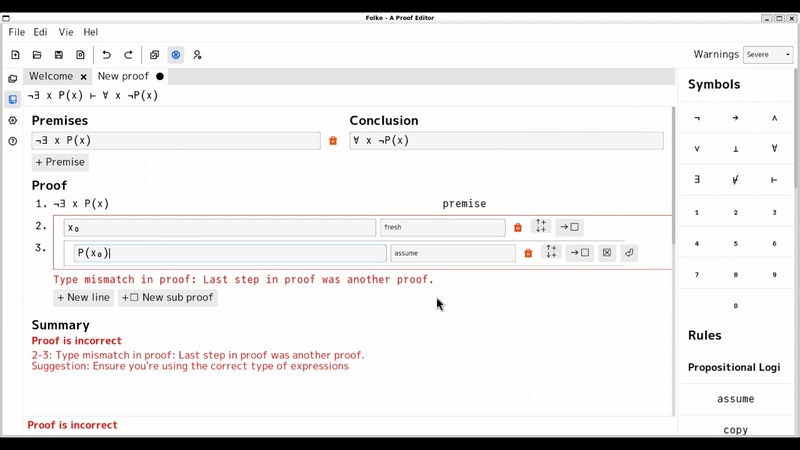 Folke - A Proof Editor
File Edi Vie Hel
Warnings Severe
Welcome × New proof
¬∃ x P(x) ⊢ ∀ x ¬P(x)
Premises
¬∃ x P(x)
+ Premise
Conclusion
∀ x ¬P(x)
Proof
1. ¬∃ x P(x) premise
2. x₀ fresh →□
3. P(x₀) assume →□
Type mismatch in proof: Last step in proof was another proof.
+ New line +□ New sub proof
Summary
Proof is incorrect
2-3: Type mismatch in proof: Last step in proof was another proof.
Suggestion: Ensure you're using the correct type of expressions
Proof is incorrect
Symbols
¬ → ∧
∨ ⊥ ∀
∃ ⊬ ⊢
1 2 3
4 5 6
7 8 9
0
Rules
Propositional Logi
assume
copy